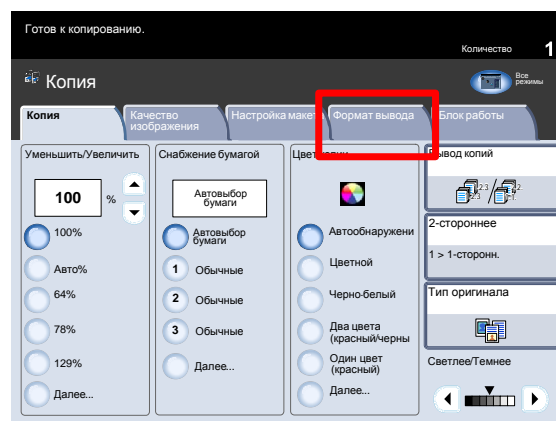 Готов к копированию.
Количество 1
Копия
Все
режимы
Копия
Качество
изображения
Настройка макета
Формат вывода
Блок работы
Уменьшить/Увеличить
100 %
100%
Авто%
64%
78%
129%
Далее...
Снабжение бумагой
Автовыбор
бумаги
Автовыбор
бумаги
1 Обычные
2 Обычные
3 Обычные
Далее...
Цвет копии
Автообнаружени
Цветной
Черно-белый
Два цвета
(красный/черны
Один цвет
(красный)
Далее...
Вывод копий
2-стороннее
1 > 1-сторонн.
Тип оригинала
Светлее/Темнее